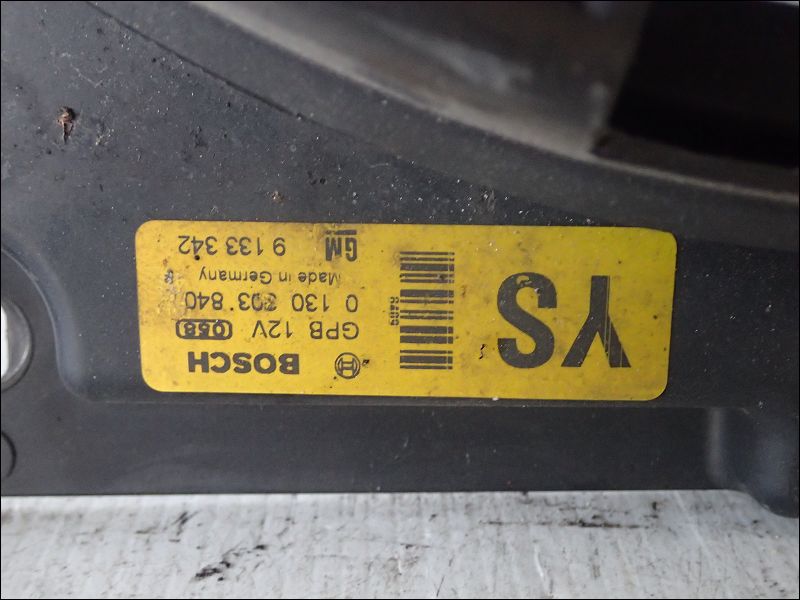 YS
BOSCH
GPB 12V 058
0 130 303 840
Made in Germany
GM 9 133 342